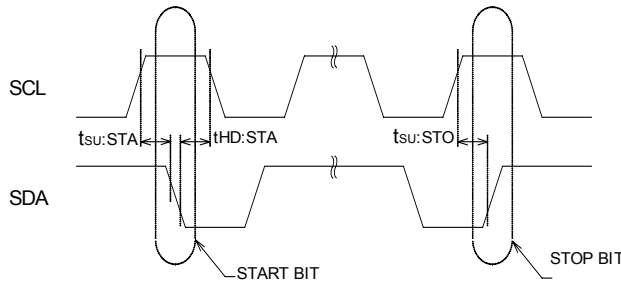 SCL
tSU:STA
tHD:STA
tSU:STO
SDA
START BIT
STOP BIT